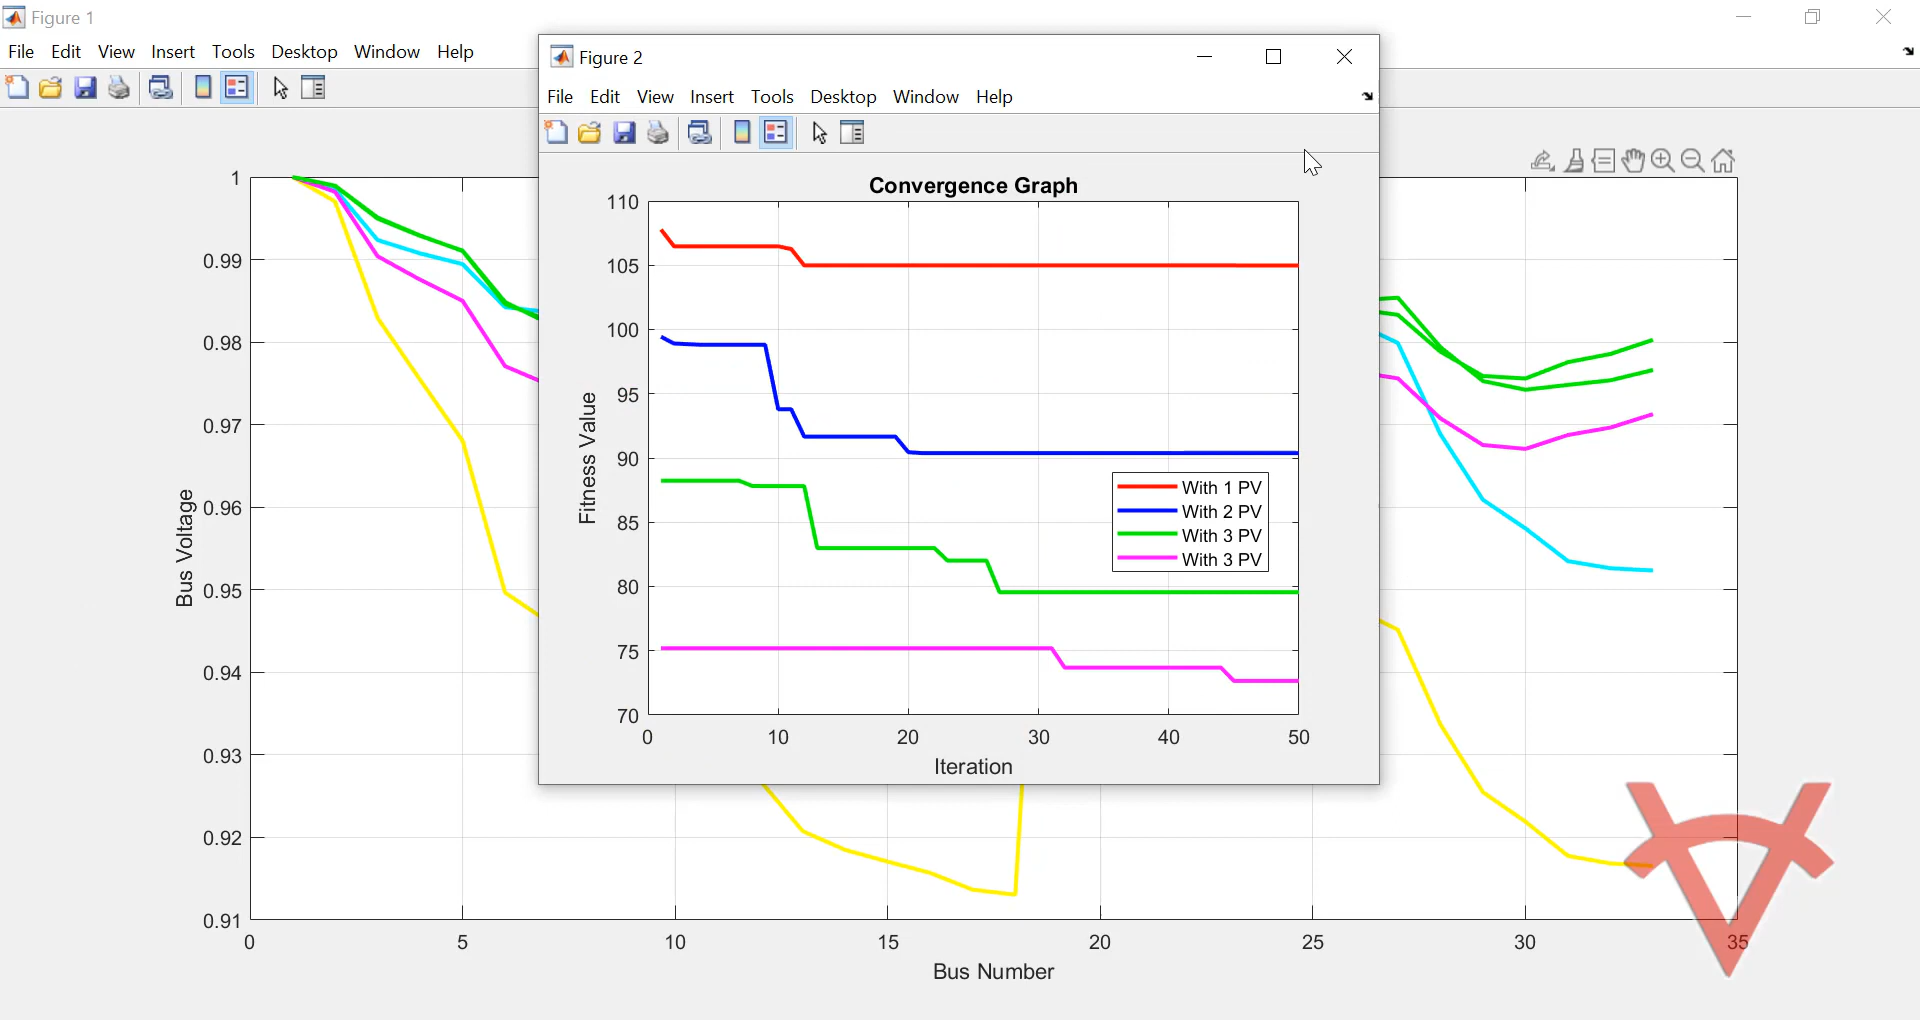 Figure 1
File Edit View Insert Tools Desktop Window Help
Figure 2
File Edit View Insert Tools Desktop Window Help
Convergence Graph
110
105
100
95
90
85
80
75
70
Fitness Value
With 1 PV
With 2 PV
With 3 PV
With 3 PV
0 10 20 30 40 50
Iteration
1
0.99
0.98
0.97
0.96
0.95
0.94
0.93
0.92
0.91
Bus Voltage
0 5 10 15 20 25 30 35
Bus Number